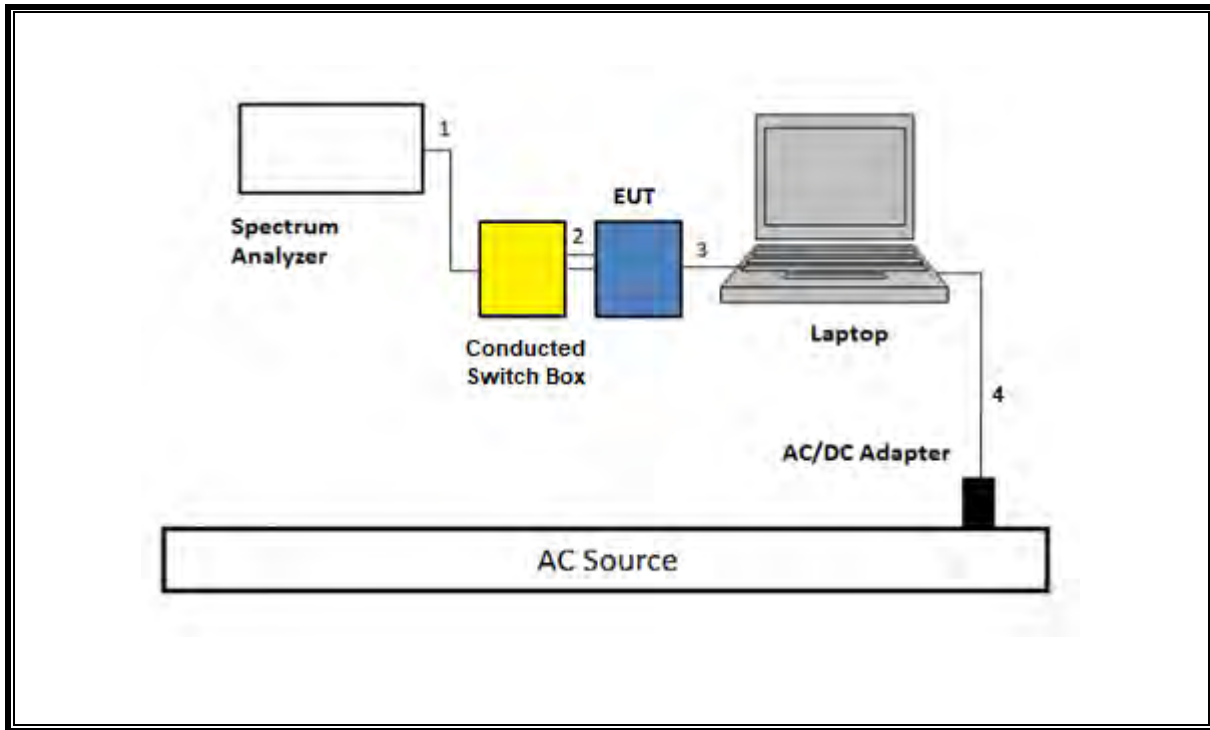 1
Spectrum
Analyzer
EUT
2
3
Conducted
Switch Box
Laptop
4
AC/DC Adapter
AC Source